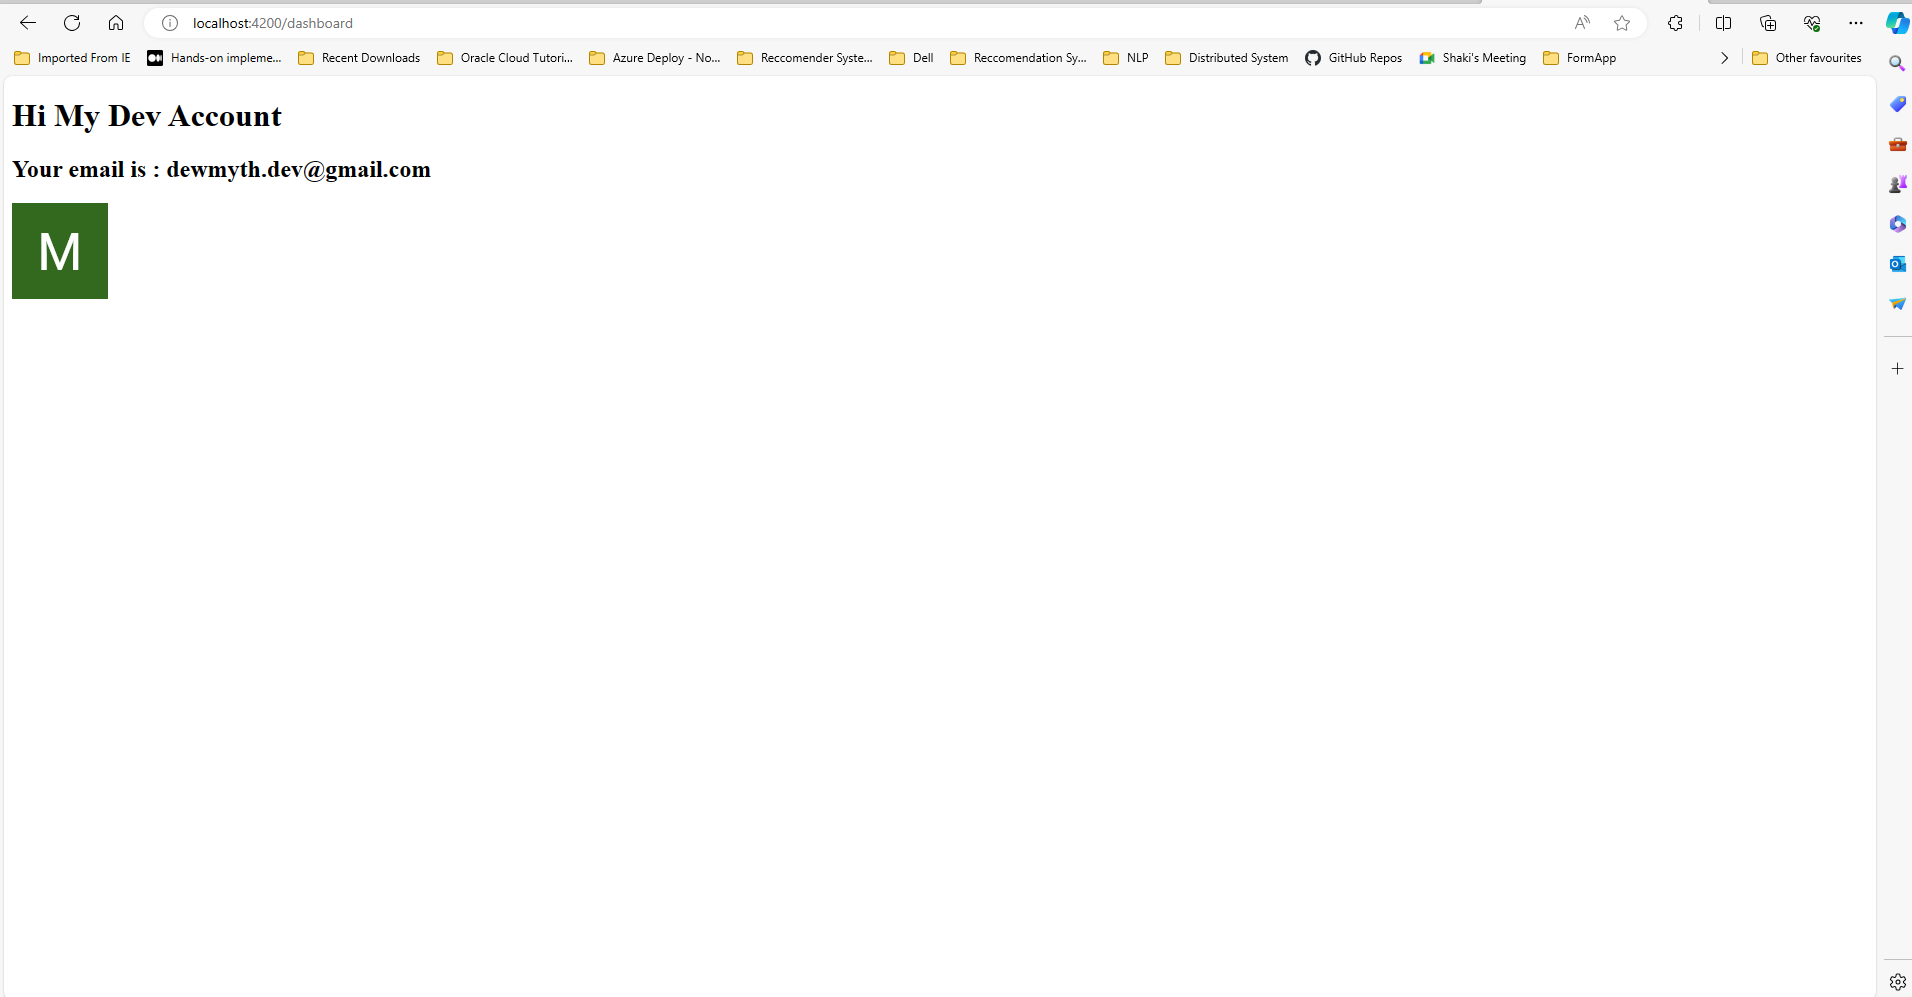 localhost:4200/dashboard
Imported From IE Hands-on impleme... Recent Downloads Oracle Cloud Tutori... Azure Deploy - No... Reccomender Syste... Dell Reccomendation Sy... NLP Distributed System GitHub Repos Shaki's Meeting FormApp Other favourites
Hi My Dev Account
Your email is : dewmyth.dev@gmail.com
M